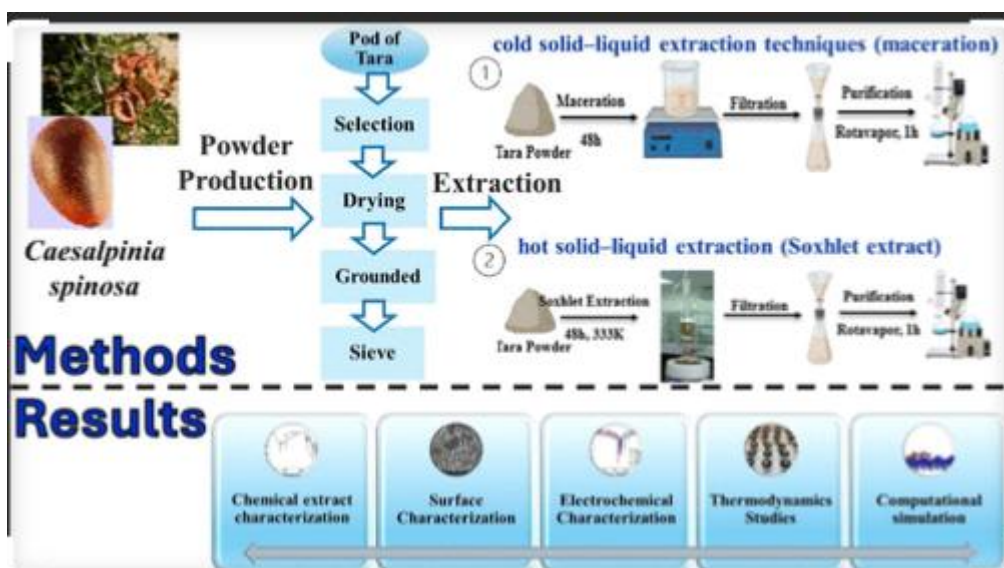 Pod of
Tara
Selection
Drying
Grounded
Sieve
Powder
Production
Extraction
Caesalpinia
spinosa
cold solid–liquid extraction techniques (maceration)
1
Maceration
48h
Tara Powder
Filtration
Purification
Rotavapor, 1h
hot solid–liquid extraction (Soxhlet extract)
2
Soxhlet Extraction
48h, 333K
Tara Powder
Filtration
Purification
Rotavapor, 1h
Methods
Results
Chemical extract
characterization
Surface
Characterization
Electrochemical
Characterization
Thermodynamics
Studies
Computational
simulation